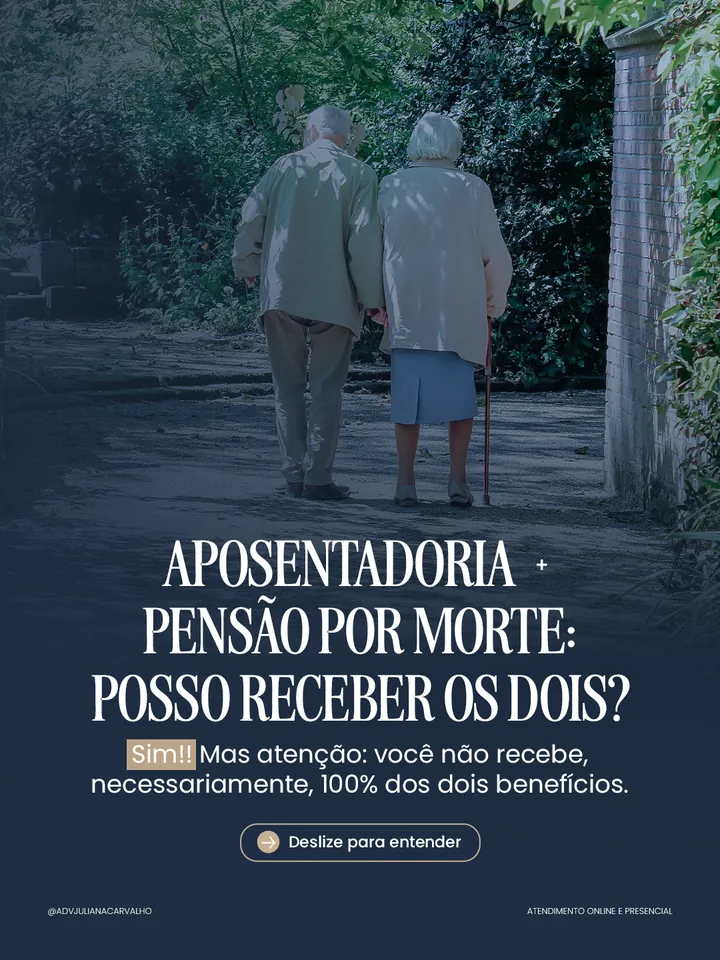 APOSENTADORIA +
PENSÃO POR MORTE:
POSSO RECEBER OS DOIS?
Sim!! Mas atenção: você não recebe,
necessariamente, 100% dos dois benefícios.
Deslize para entender
@ADVJULIANACARVALHO
ATENDIMENTO ONLINE E PRESENCIAL